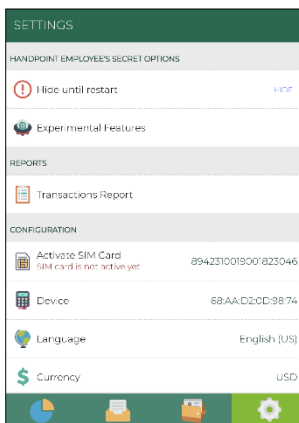 SETTINGS
HANDPOINT EMPLOYEE'S SECRET OPTIONS
Hide until restart HIDE
Experimental Features
REPORTS
Transactions Report
CONFIGURATION
Activate SIM Card 8942310019001823046
SIM card is not active yet
Device 68:AA:D2:0D:98:74
Language English (US)
Currency USD